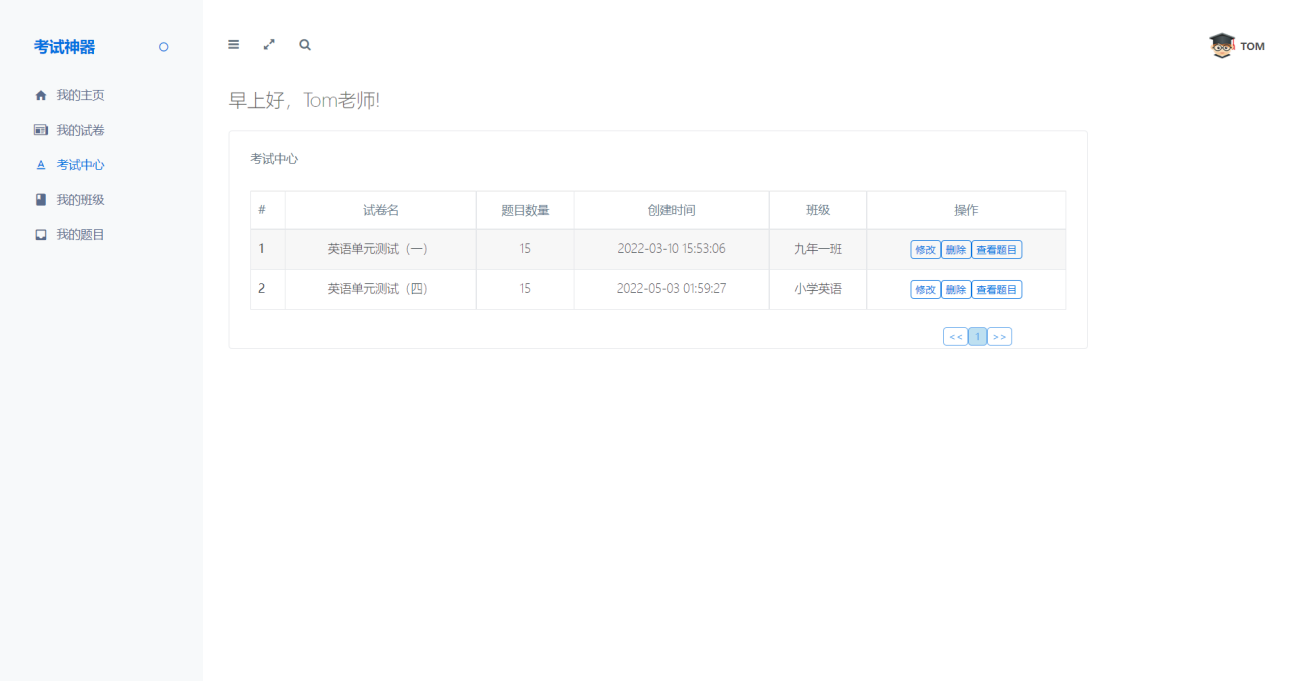 考试神器
我的主页
我的试卷
考试中心
我的班级
我的题目
TOM
早上好，Tom老师!
考试中心
# 试卷名 题目数量 创建时间 班级 操作
1 英语单元测试（一） 15 2022-03-10 15:53:06 九年一班 修改 删除 查看题目
2 英语单元测试（四） 15 2022-05-03 01:59:27 小学英语 修改 删除 查看题目
<< 1 >>